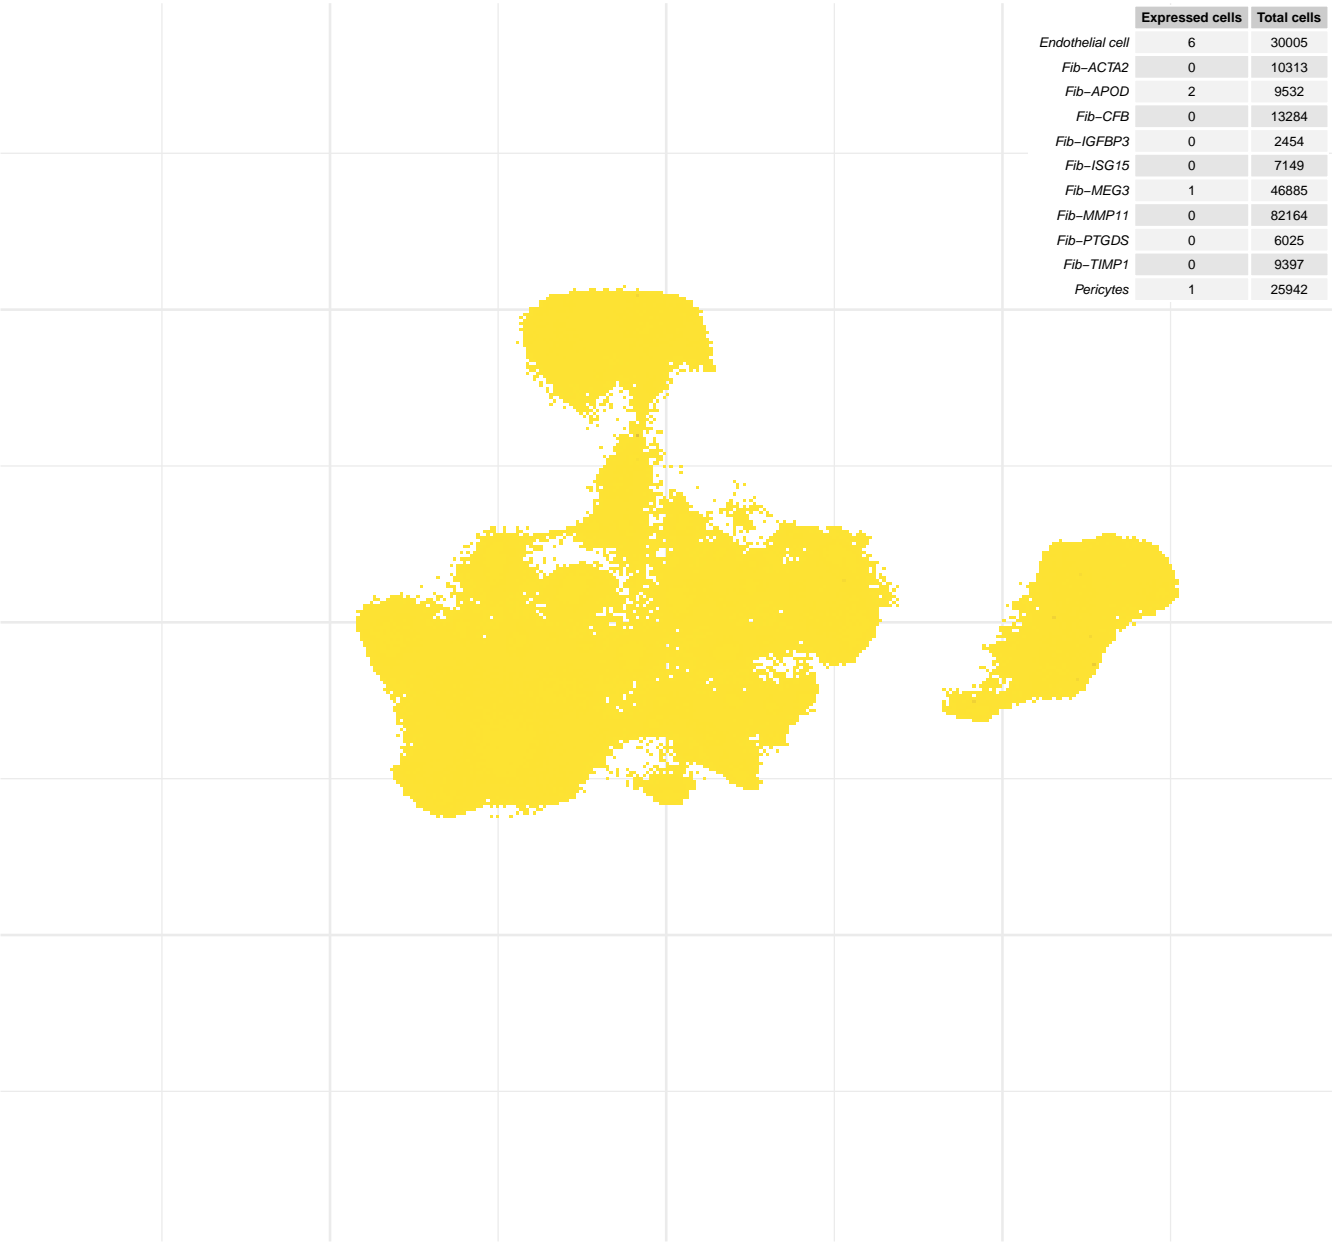 Expressed cells Total cells
Endothelial cell 6 30005
Fib−ACTA2 0 10313
Fib−APOD 2 9532
Fib−CFB 0 13284
Fib−IGFBP3 0 2454
Fib−ISG15 0 7149
Fib−MEG3 1 46885
Fib−MMP11 0 82164
Fib−PTGDS 0 6025
Fib−TIMP1 0 9397
Pericytes 1 25942